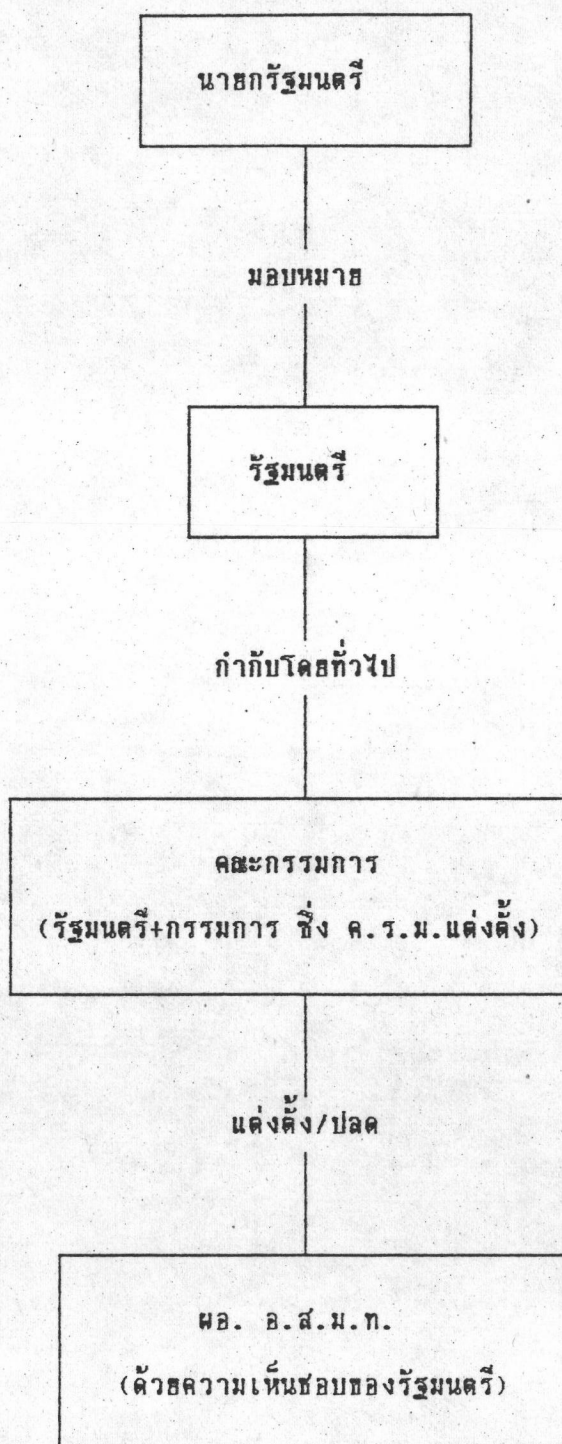 นายกรัฐมนตรี
มอบหมาย
รัฐมนตรี
กำกับโดยทั่วไป
คณะกรรมการ
(รัฐมนตรี+กรรมการ ซึ่ง ค.ร.ม.แต่งตั้ง)
แต่งตั้ง/ปลด
ผอ. อ.ส.ม.ท.
(ด้วยความเห็นชอบของรัฐมนตรี)